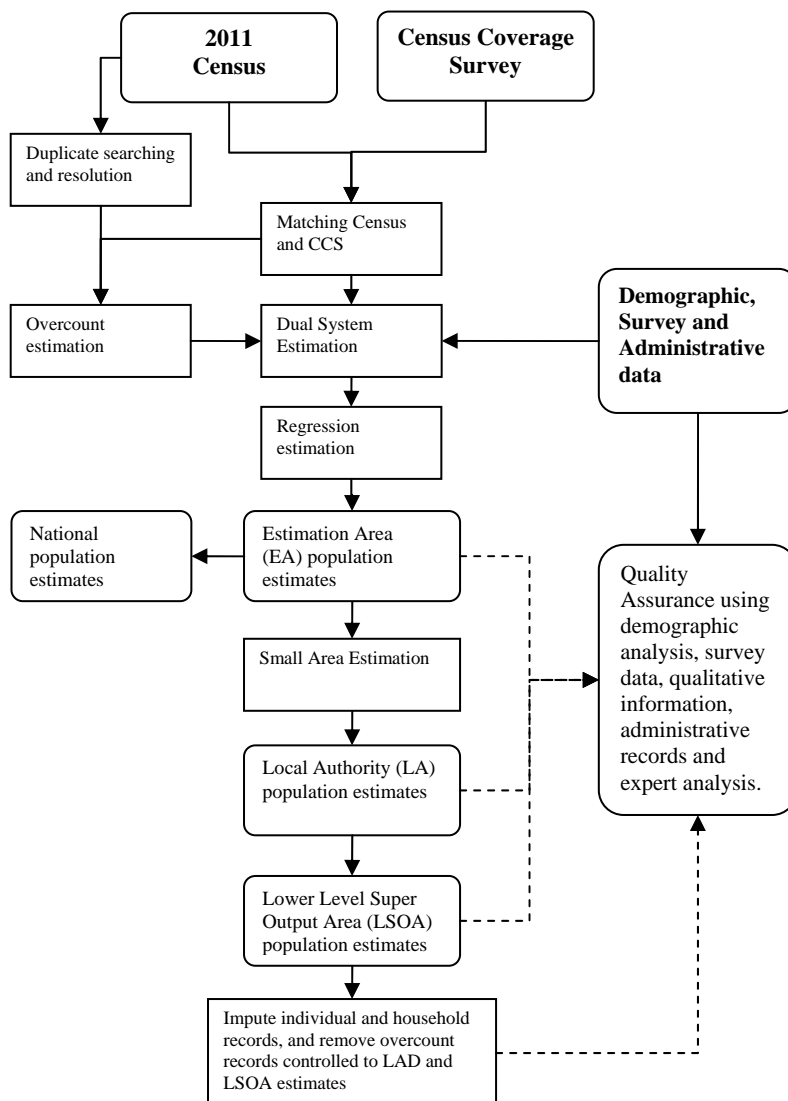 2011
Census
Census Coverage
Survey
Duplicate searching
and resolution
Matching Census
and CCS
Overcount
estimation
Dual System
Estimation
Demographic,
Survey and
Administrative
data
Regression
estimation
National
population
estimates
Estimation Area
(EA) population
estimates
Quality
Assurance using
demographic
analysis, survey
data, qualitative
information,
administrative
records and
expert analysis.
Small Area Estimation
Local Authority (LA)
population estimates
Lower Level Super
Output Area (LSOA)
population estimates
Impute individual and household
records, and remove overcount
records controlled to LAD and
LSOA estimates